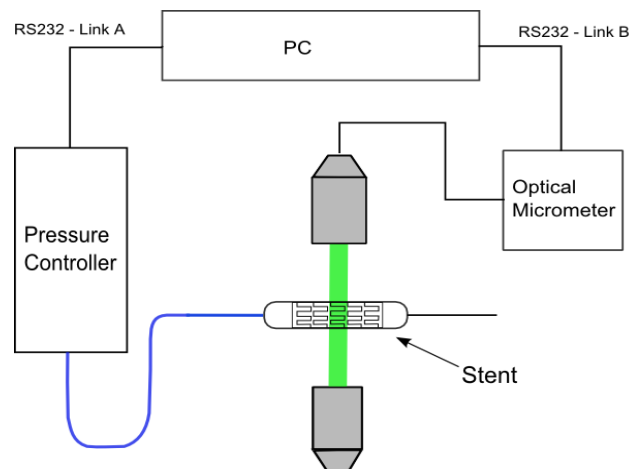 RS232 - Link A
PC
RS232 - Link B
Pressure
Controller
Optical
Micrometer
Stent